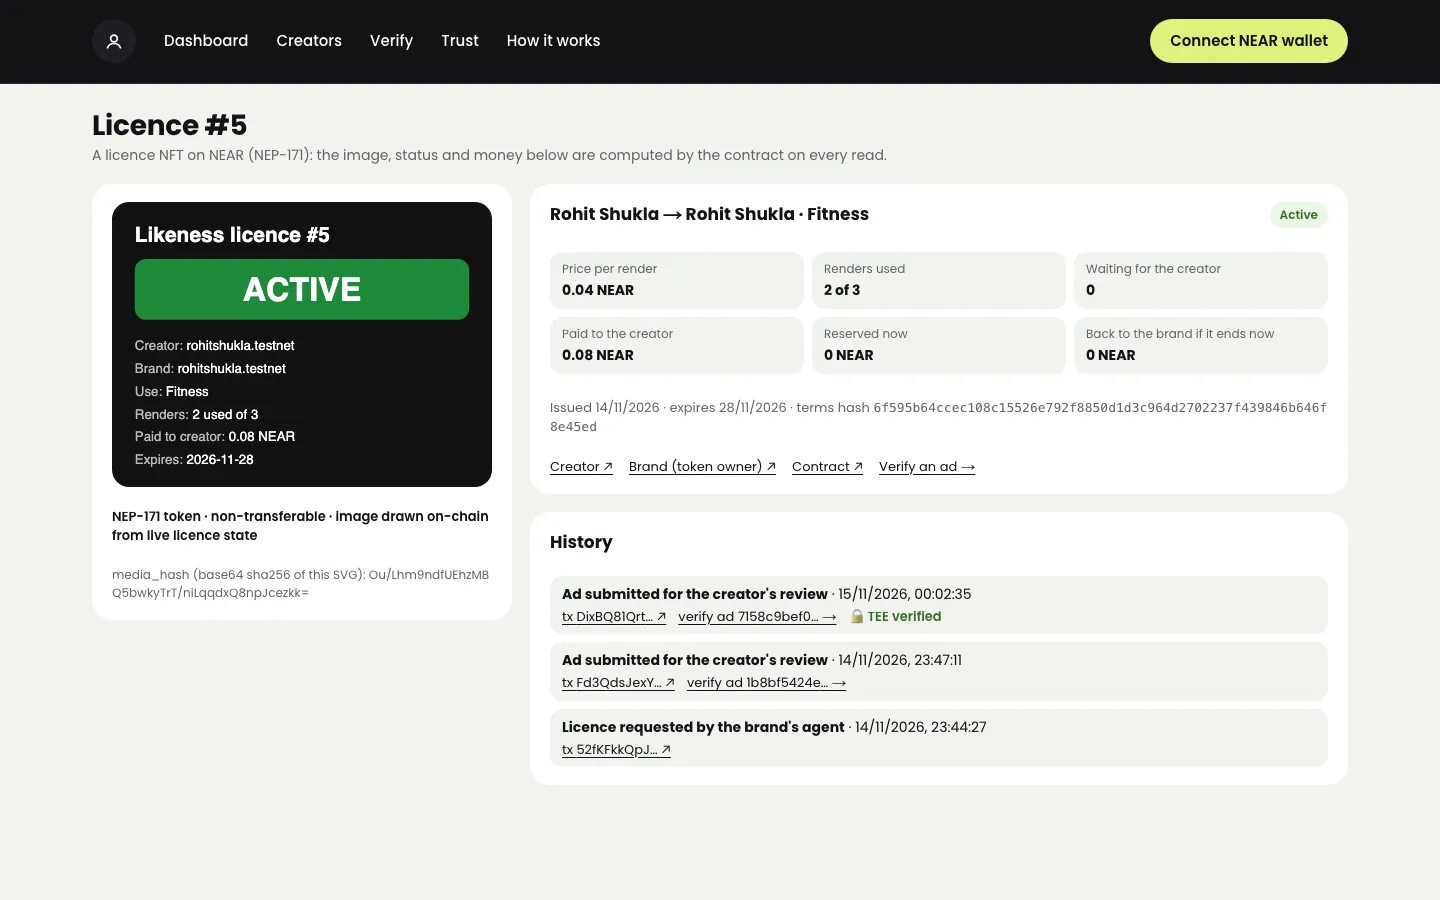 Dashboard
Creators
Verify
Trust
How it works
Connect NEAR wallet
Licence #5
A licence NFT on NEAR (NEP-171): the image, status and money below are computed by the contract on every read.
Likeness licence #5
ACTIVE
Creator: rohitshukla.testnet
Brand: rohitshukla.testnet
Use: Fitness
Renders: 2 used of 3
Paid to creator: 0.08 NEAR
Expires: 2026-11-28
NEP-171 token · non-transferable · image drawn on-chain
from live licence state
media_hash (base64 sha256 of this SVG): Ou/Lhm9ndfUEhzMB
Q5bwkyTrT/niLqqdxQ8npJcezkk=
Rohit Shukla → Rohit Shukla · Fitness
Active
Price per render
0.04 NEAR
Renders used
2 of 3
Waiting for the creator
0
Paid to the creator
0.08 NEAR
Reserved now
0 NEAR
Back to the brand if it ends now
0 NEAR
Issued 14/11/2026 · expires 28/11/2026 · terms hash 6f595b64ccec108c15526e792f8850d1d3c964d2702237f439846b646f
8e45ed
Creator ↗ Brand (token owner) ↗ Contract ↗ Verify an ad →
History
Ad submitted for the creator's review · 15/11/2026, 00:02:35
tx DixBQ81Qrt… ↗ verify ad 7158c9bef0… → 🔒 TEE verified
Ad submitted for the creator's review · 14/11/2026, 23:47:11
tx Fd3QdsJexY… ↗ verify ad 1b8bf5424e… →
Licence requested by the brand's agent · 14/11/2026, 23:44:27
tx 52fKFkkQpJ… ↗